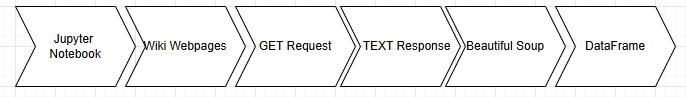 Jupyter
Notebook
Wiki Webpages
GET Request
TEXT Response
Beautiful Soup
DataFrame